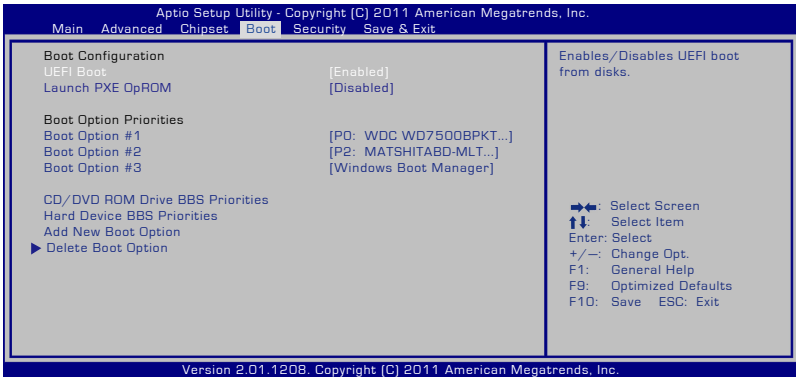 Aptio Setup Utility - Copyright (C) 2011 American Megatrends, Inc.
Main Advanced Chipset Boot Security Save & Exit
Boot Configuration
UEFI Boot [Enabled]
Launch PXE OpROM [Disabled]
Boot Option Priorities
Boot Option #1 [P0: WDC WD7500BPKT...]
Boot Option #2 [P2: MATSHITABD-MLT...]
Boot Option #3 [Windows Boot Manager]
CD/DVD ROM Drive BBS Priorities
Hard Device BBS Priorities
Add New Boot Option
Delete Boot Option
Enables/Disables UEFI boot
from disks.
→←: Select Screen
↑↓: Select Item
Enter: Select
+/—: Change Opt.
F1: General Help
F9: Optimized Defaults
F10: Save ESC: Exit
Version 2.01.1208. Copyright (C) 2011 American Megatrends, Inc.